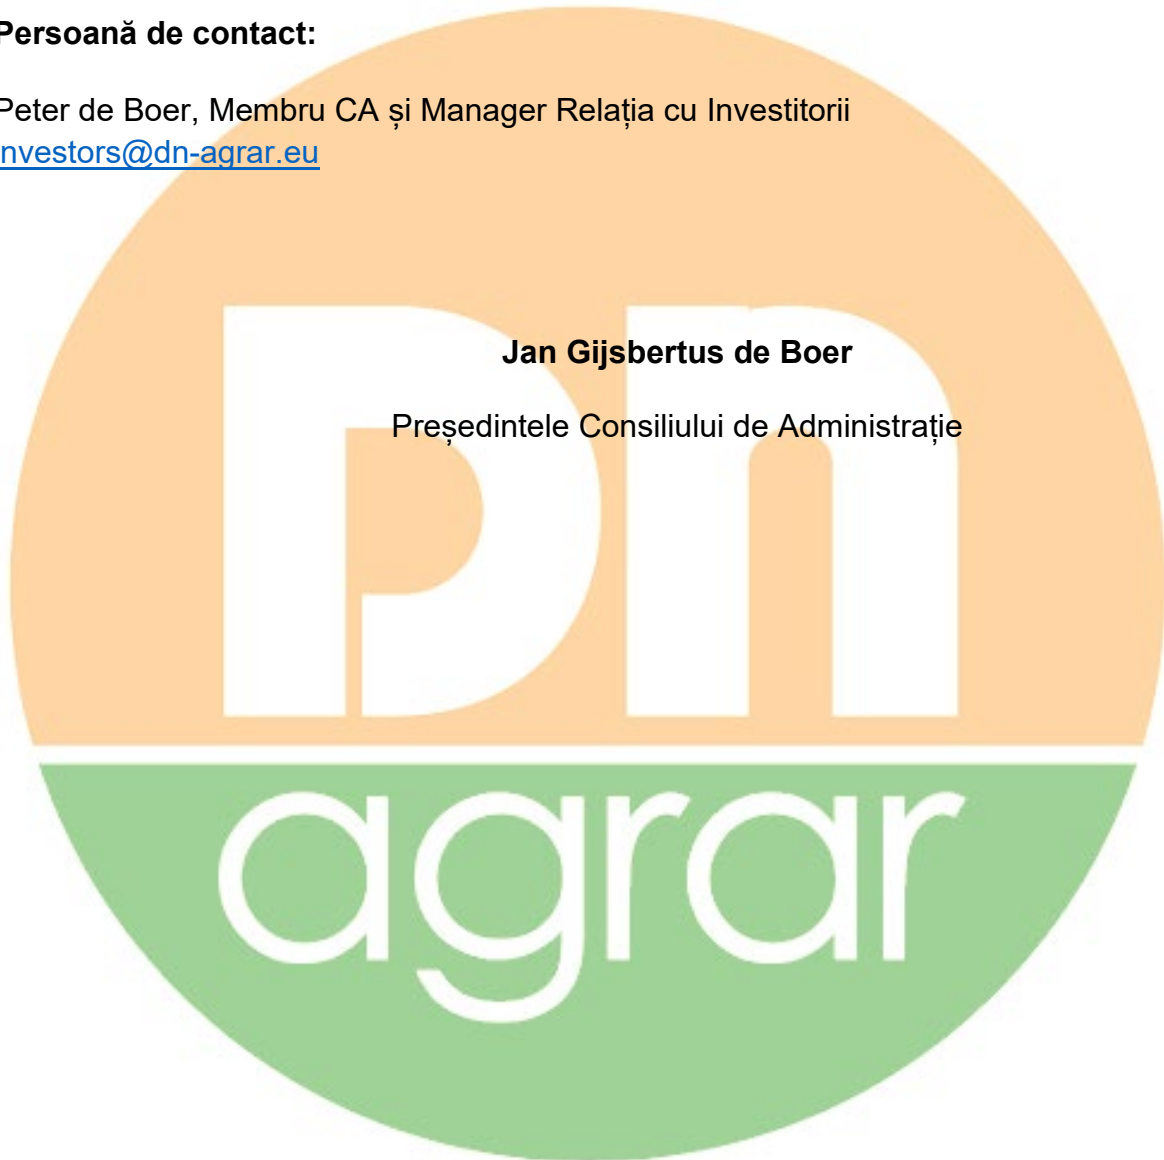 Persoană de contact:
Peter de Boer, Membru CA și Manager Relația cu Investitorii
investors@dn-agrar.eu
Jan Gijsbertus de Boer
Președintele Consiliului de Administrație
Dn
agrar